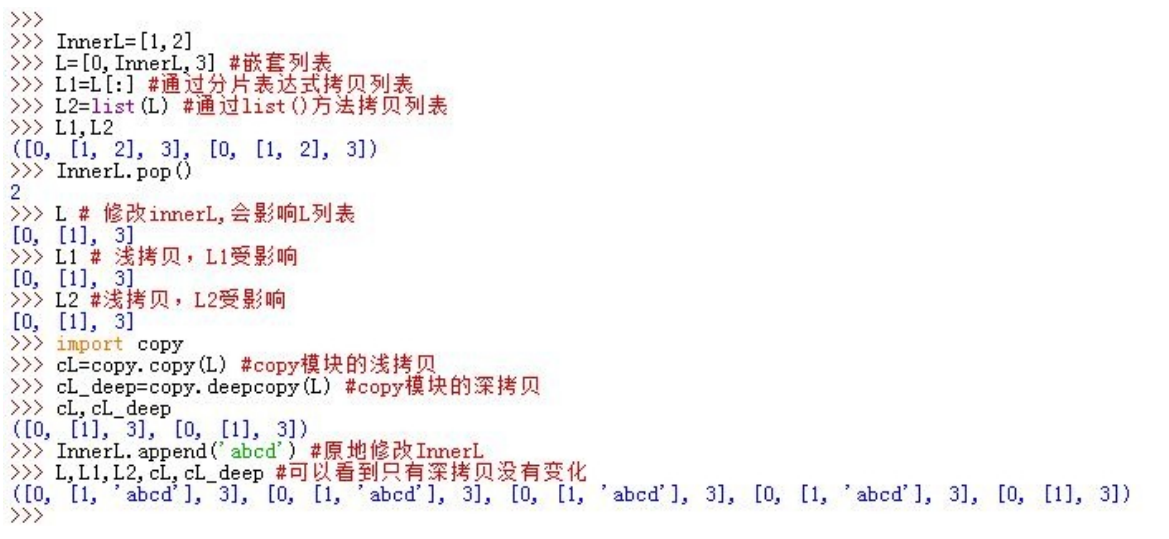 >>>
>>> InnerL=[1,2]
>>> L=[0,InnerL,3] #嵌套列表
>>> L1=L[:] #通过分片表达式拷贝列表
>>> L2=list(L) #通过list()方法拷贝列表
>>> L1,L2
([0, [1, 2], 3], [0, [1, 2], 3])
>>> InnerL.pop()
2
>>> L # 修改innerL,会影响L列表
[0, [1], 3]
>>> L1 # 浅拷贝，L1受影响
[0, [1], 3]
>>> L2 #浅拷贝，L2受影响
[0, [1], 3]
>>> import copy
>>> cL=copy.copy(L) #copy模块的浅拷贝
>>> cL_deep=copy.deepcopy(L) #copy模块的深拷贝
>>> cL,cL_deep
([0, [1], 3], [0, [1], 3])
>>> InnerL.append('abcd') #原地修改InnerL
>>> L,L1,L2,cL,cL_deep #可以看到只有深拷贝没有变化
([0, [1, 'abcd'], 3], [0, [1, 'abcd'], 3], [0, [1, 'abcd'], 3], [0, [1, 'abcd'], 3], [0, [1], 3])
>>>